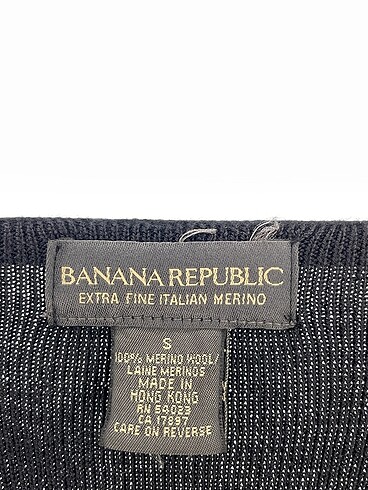 BANANA REPUBLIC
EXTRA FINE ITALIAN MERINO
S
100% MERINO WOOL/
LAINE MERINOS
MADE IN
HONG KONG
RN 54023
CA 17897
CARE ON REVERSE